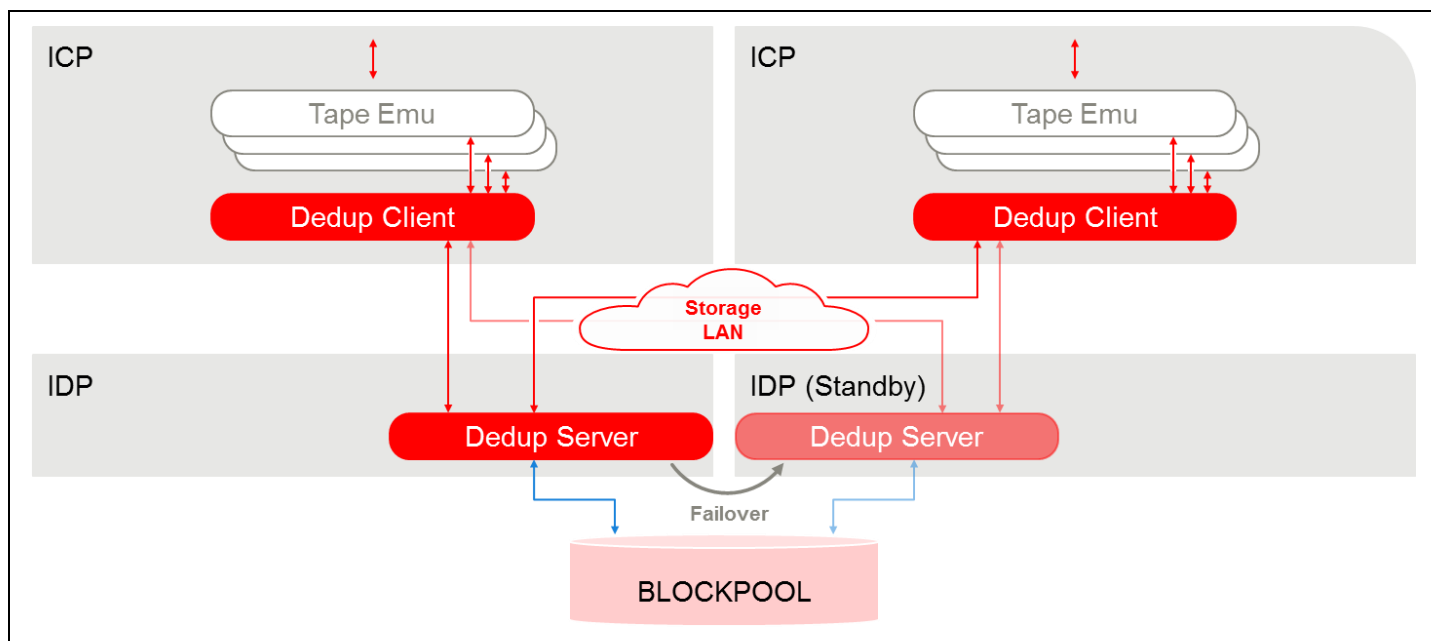 ICP
Tape Emu
Dedup Client
ICP
Tape Emu
Dedup Client
Storage
LAN
IDP
Dedup Server
IDP (Standby)
Dedup Server
Failover
BLOCKPOOL